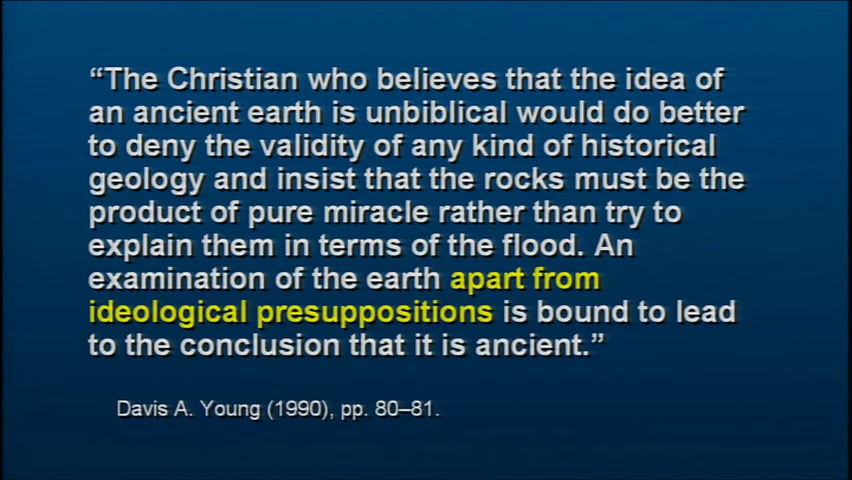 “The Christian who believes that the idea of
an ancient earth is unbiblical would do better
to deny the validity of any kind of historical
geology and insist that the rocks must be the
product of pure miracle rather than try to
explain them in terms of the flood. An
examination of the earth apart from
ideological presuppositions is bound to lead
to the conclusion that it is ancient.”
Davis A. Young (1990), pp. 80–81.